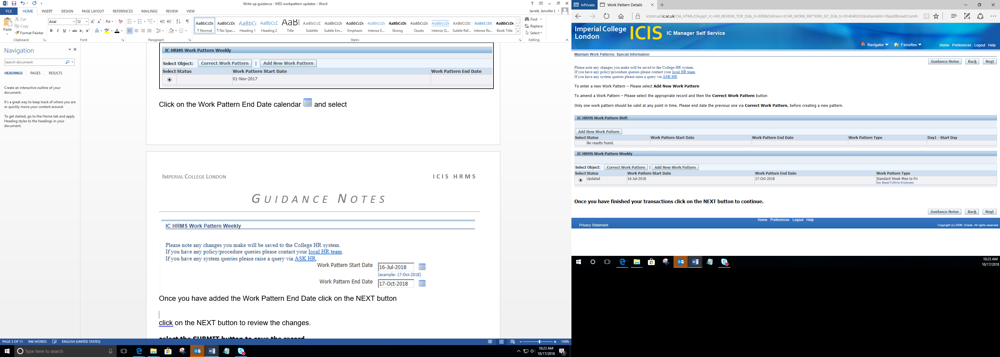 Write up guidance - MSS workpattern updates - Word
Jarrett, Jennifer L
FILE HOME INSERT DESIGN PAGE LAYOUT REFERENCES MAILINGS REVIEW VIEW
Paste
Cut
Copy
Format Painter
Clipboard
Arial 12
Font
Paragraph
AaBbCcDc AaBbCcDc AaBbCc AaBbCcE AaBl AaBbCcD AaBbCcDc AaBbCcDc AaBbCcDc AaBbCcDc AaBbCcDc AaBbCcDc AaBbCcDc AaBbCcDc AaBbCcDc
¶ Normal ¶ No Spac... Heading 1 Heading 2 Title Subtitle Subtle Em... Emphasis Intense E... Strong Quote Intense Q... Subtle Ref... Intense Re... Book Title
Styles
Find
Replace
Select
Editing
Navigation
Search document
HEADINGS PAGES RESULTS
Create an interactive outline of your
document.
It's a great way to keep track of where you are
or quickly move your content around.
To get started, go to the Home tab and apply
Heading styles to the headings in your
document.
IC HRMS Work Pattern Weekly
Select Object: Correct Work Pattern | Add New Work Pattern
Select Status Work Pattern Start Date Work Pattern End Date
01-Nov-2017
Click on the Work Pattern End Date calendar and select
IMPERIAL COLLEGE LONDON ICIS HRMS
GUIDANCE NOTES
IC HRMS Work Pattern Weekly
Please note any changes you make will be saved to the College HR system.
If you have any policy/procedure queries please contact your local HR team.
If you have any system queries please raise a query via ASK HR.
Work Pattern Start Date 16-Jul-2018
(example: 17-Oct-2018)
Work Pattern End Date 17-Oct-2018
Once you have added the Work Pattern End Date click on the NEXT button
click on the NEXT button to review the changes.
select the SUBMIT button to save the record
PAGE 3 OF 11 946 WORDS ENGLISH (UNITED STATES) 150%
Type here to search
10:23 AM
10/17/2018
InPrivate Work Pattern Details
icistrn.ad.ic.ac.uk/OA_HTML/OA.jsp?_rc=HR_REVIEW_TOP_SS&_ri=800&OAFunc=ICHR_WORK_PATTERN_SIT_SS&_ti=914040333&retainAM=Y&addBreadCrumb
Imperial College
London
ICIS IC Manager Self Service
Navigator Favorites Home Preferences Logout Help
Maintain Work Patterns: Special Information
Guidance Notes Back Next
Please note any changes you make will be saved to the College HR system.
If you have any policy/procedure queries please contact your local HR team.
If you have any system queries please raise a query via ASK HR.
To enter a new Work Pattern – Please select Add New Work Pattern
To amend a Work Pattern – Please select the appropriate record and then the Correct Work Pattern button
Only one work pattern should be valid at any point in time. Please end date the previous one via Correct Work Pattern, before creating a new pattern.
IC HRMS Work Pattern Shift
Add New Work Pattern
Select Status Work Pattern Start Date Work Pattern End Date Work Pattern Type Day1 - Start Day
No results found.
IC HRMS Work Pattern Weekly
Select Object: Correct Work Pattern | Add New Work Pattern
Select Status Work Pattern Start Date Work Pattern End Date Work Pattern Type
Updated 16-Jul-2018 17-Oct-2018 Standard Week Mon to Fri
Day Based Fulltime Employees
Once you have finished your transactions click on the NEXT button to continue.
Guidance Notes Back Next
Home Preferences Logout Help
Privacy Statement Copyright (c) 2006, Oracle. All rights reserved.
10:23 AM
10/17/2018